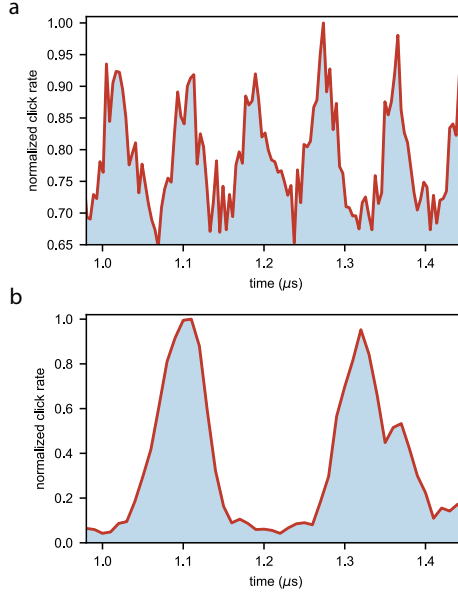 a
normalized click rate
1.00
0.95
0.90
0.85
0.80
0.75
0.70
0.65
1.0 1.1 1.2 1.3 1.4
time (μs)
b
normalized click rate
1.0
0.8
0.6
0.4
0.2
0.0
1.0 1.1 1.2 1.3 1.4
time (μs)